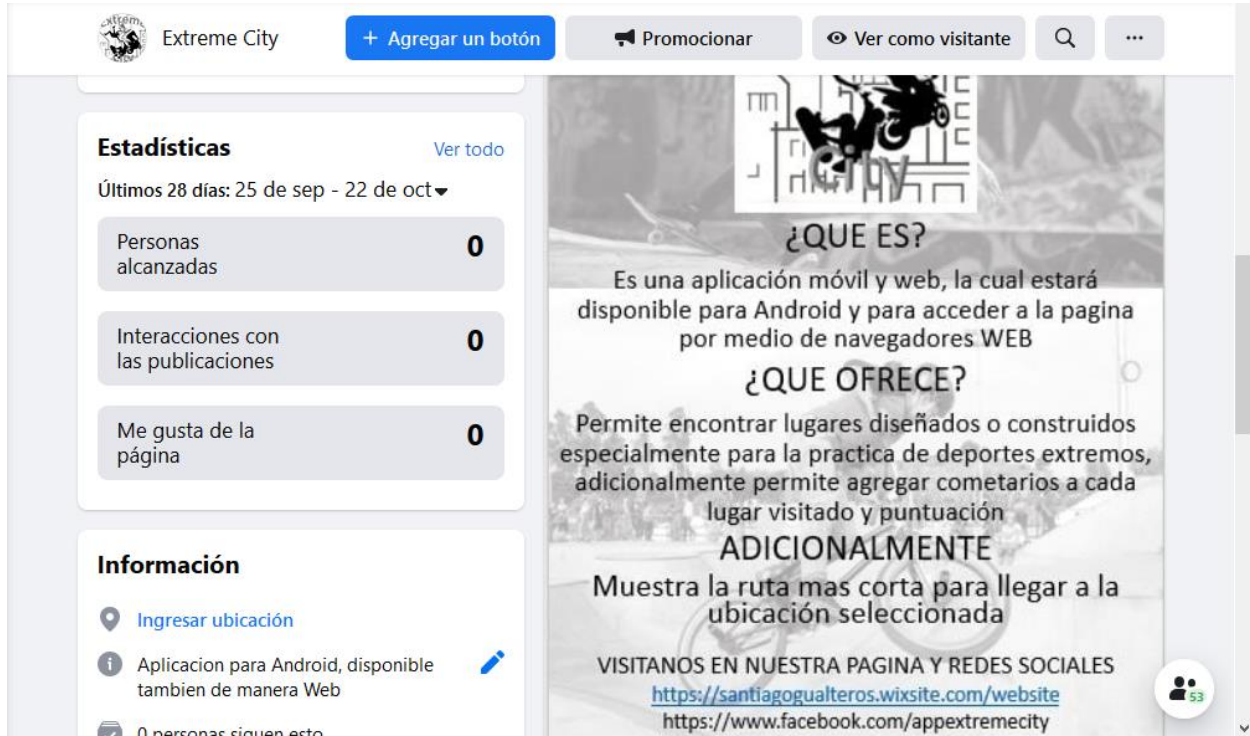 extreme
Extreme City
+ Agregar un botón
Promocionar
Ver como visitante
Estadísticas
Ver todo
Últimos 28 días: 25 de sep - 22 de oct
Personas
alcanzadas
0
Interacciones con
las publicaciones
0
Me gusta de la
página
0
Información
Ingresar ubicación
Aplicacion para Android, disponible
tambien de manera Web
0 personas siguen esto
City
¿QUE ES?
Es una aplicación móvil y web, la cual estará
disponible para Android y para acceder a la pagina
por medio de navegadores WEB
¿QUE OFRECE?
Permite encontrar lugares diseñados o construidos
especialmente para la practica de deportes extremos,
adicionalmente permite agregar cometarios a cada
lugar visitado y puntuación
ADICIONALMENTE
Muestra la ruta mas corta para llegar a la
ubicación seleccionada
VISITANOS EN NUESTRA PAGINA Y REDES SOCIALES
https://santiagogualteros.wixsite.com/website
https://www.facebook.com/appextremecity
53